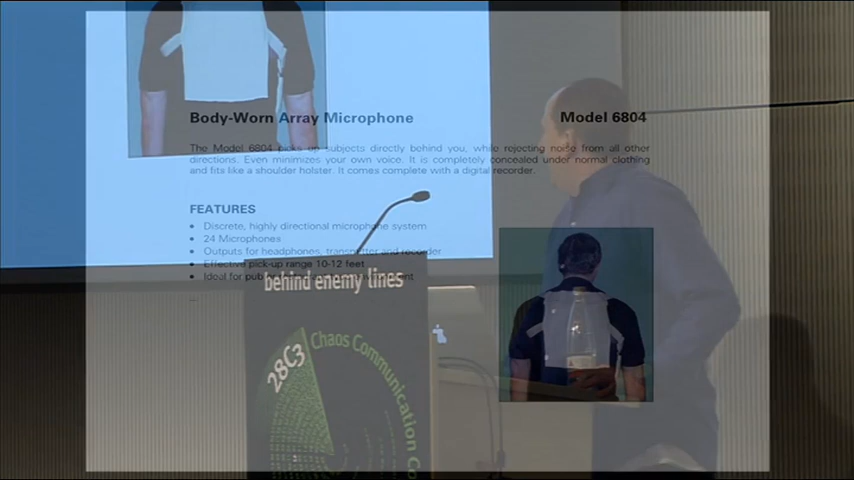 Body-Worn Array Microphone
Model 6804
The Model 6804 picks up subjects directly behind you, while rejecting noise from all other
directions. Even minimizes your own voice. It is completely concealed under normal clothing
and fits like a shoulder holster. It comes complete with a digital recorder.
FEATURES
• Discrete, highly directional microphone system
• 24 Microphones
• Outputs for headphones, transmitter and recorder
• Effective pick-up range 10-12 feet
• Ideal for
behind enemy lines
28C3
Chaos Communication Co